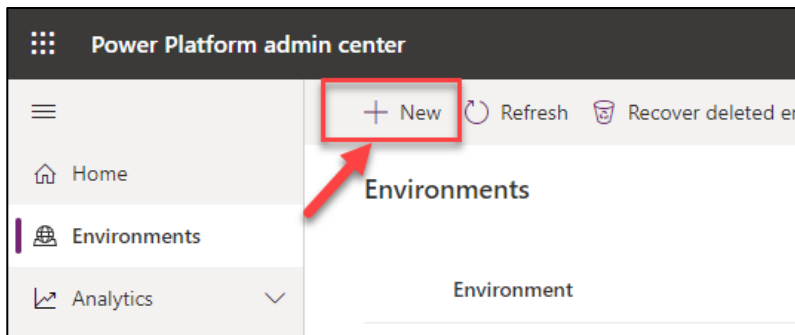 Power Platform admin center
New Refresh Recover deleted
Home
Environments
Environments
Analytics
Environment